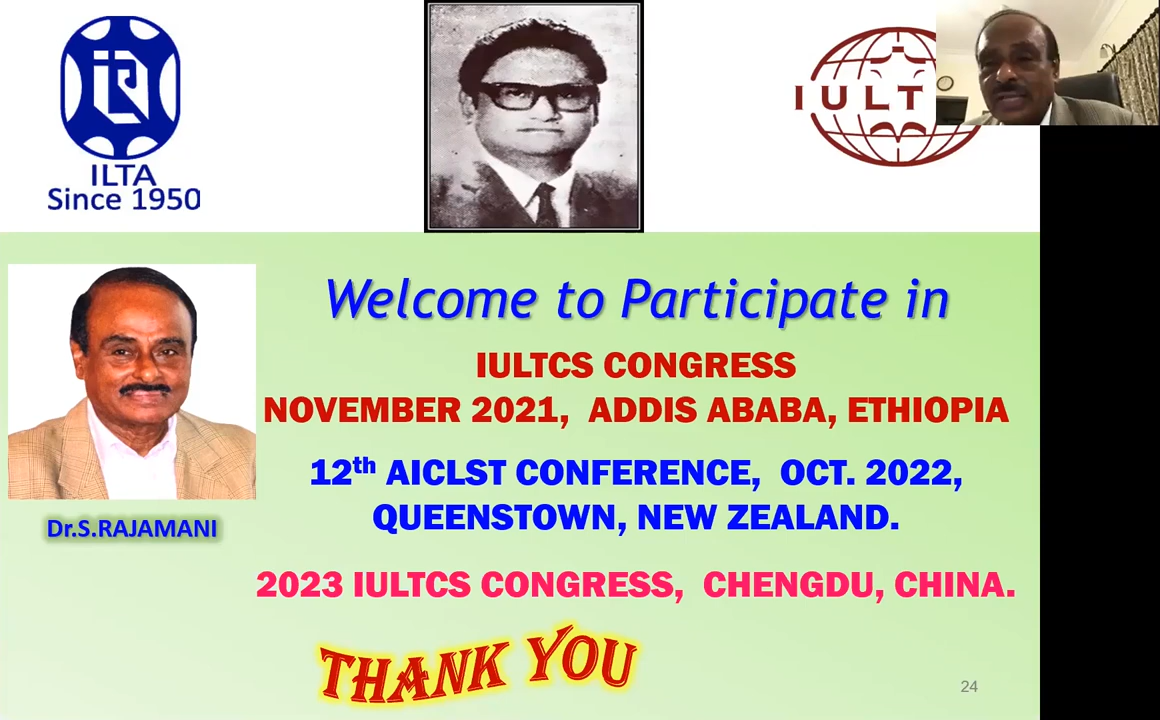 ILTA
Since 1950
IULT
Welcome to Participate in
IULTCS CONGRESS
NOVEMBER 2021, ADDIS ABABA, ETHIOPIA
12th AICLST CONFERENCE, OCT. 2022,
QUEENSTOWN, NEW ZEALAND.
2023 IULTCS CONGRESS, CHENGDU, CHINA.
Dr.S.RAJAMANI
THANK YOU
24